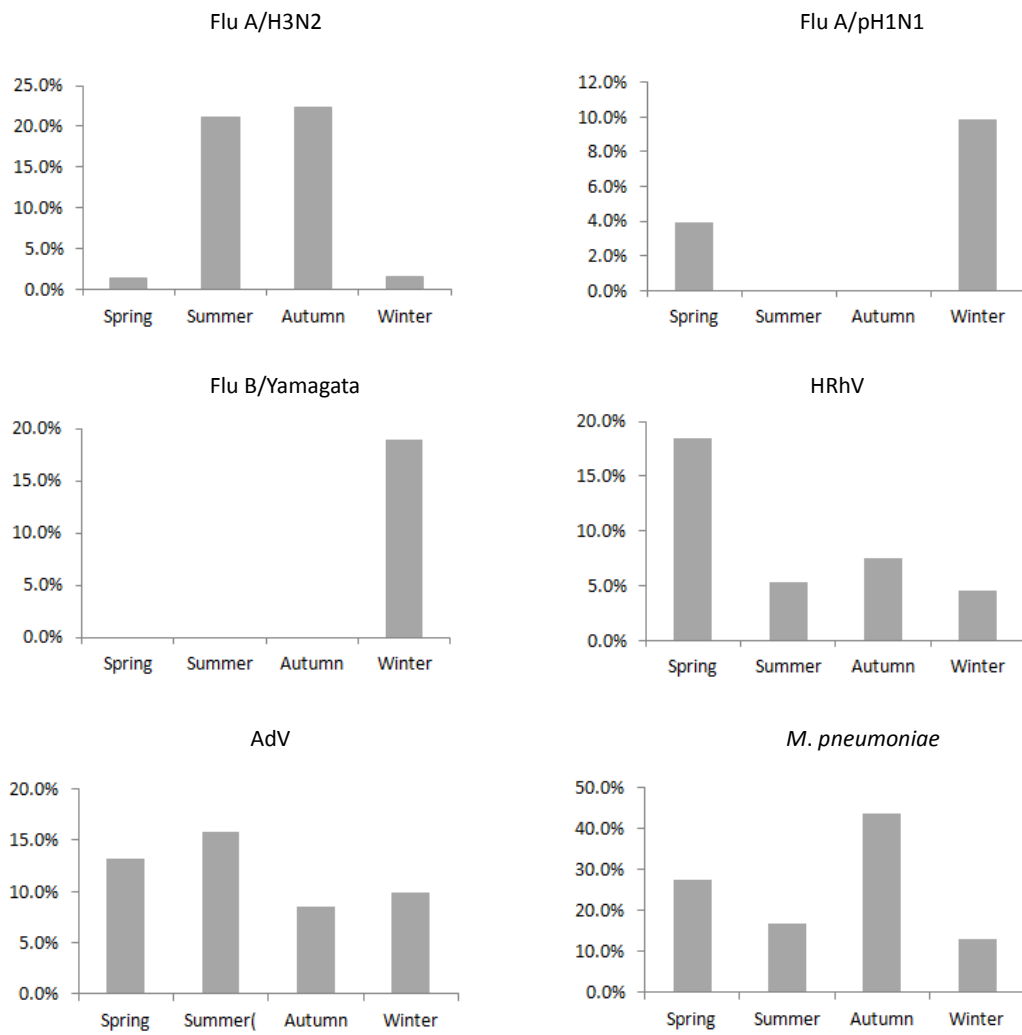 Flu A/H3N2
25.0%
20.0%
15.0%
10.0%
5.0%
0.0%
Spring Summer Autumn Winter
Flu A/pH1N1
12.0%
10.0%
8.0%
6.0%
4.0%
2.0%
0.0%
Spring Summer Autumn Winter
Flu B/Yamagata
20.0%
15.0%
10.0%
5.0%
0.0%
Spring Summer Autumn Winter
HRhV
20.0%
15.0%
10.0%
5.0%
0.0%
Spring Summer Autumn Winter
AdV
20.0%
15.0%
10.0%
5.0%
0.0%
Spring Summer( Autumn Winter
M. pneumoniae
50.0%
40.0%
30.0%
20.0%
10.0%
0.0%
Spring Summer Autumn Winter